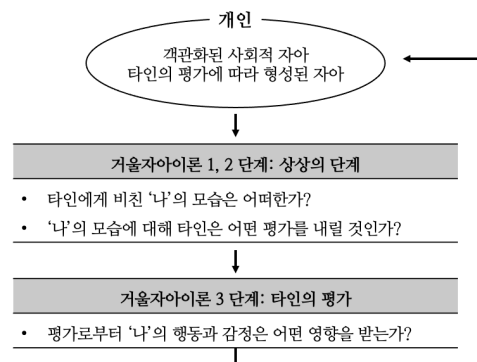 개인
객관화된 사회적 자아
타인의 평가에 따라 형성된 자아
거울자아이론 1, 2 단계: 상상의 단계
• 타인에게 비친 ‘나’의 모습은 어떠한가?
• ‘나’의 모습에 대해 타인은 어떤 평가를 내릴 것인가?
거울자아이론 3 단계: 타인의 평가
• 평가로부터 ‘나’의 행동과 감정은 어떤 영향을 받는가?